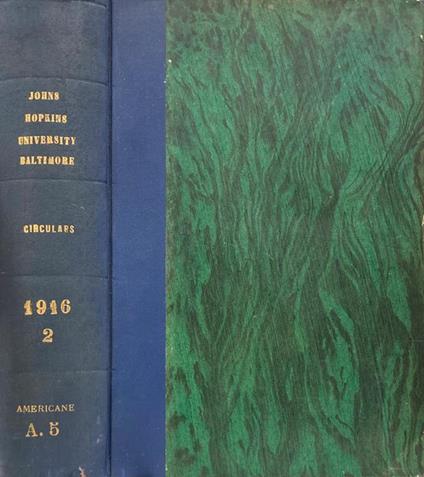 JOHNS
HOPKINS
UNIVERSITY
BALTIMORE
CIRCULARS
1916
2
AMERICANE
A. 5